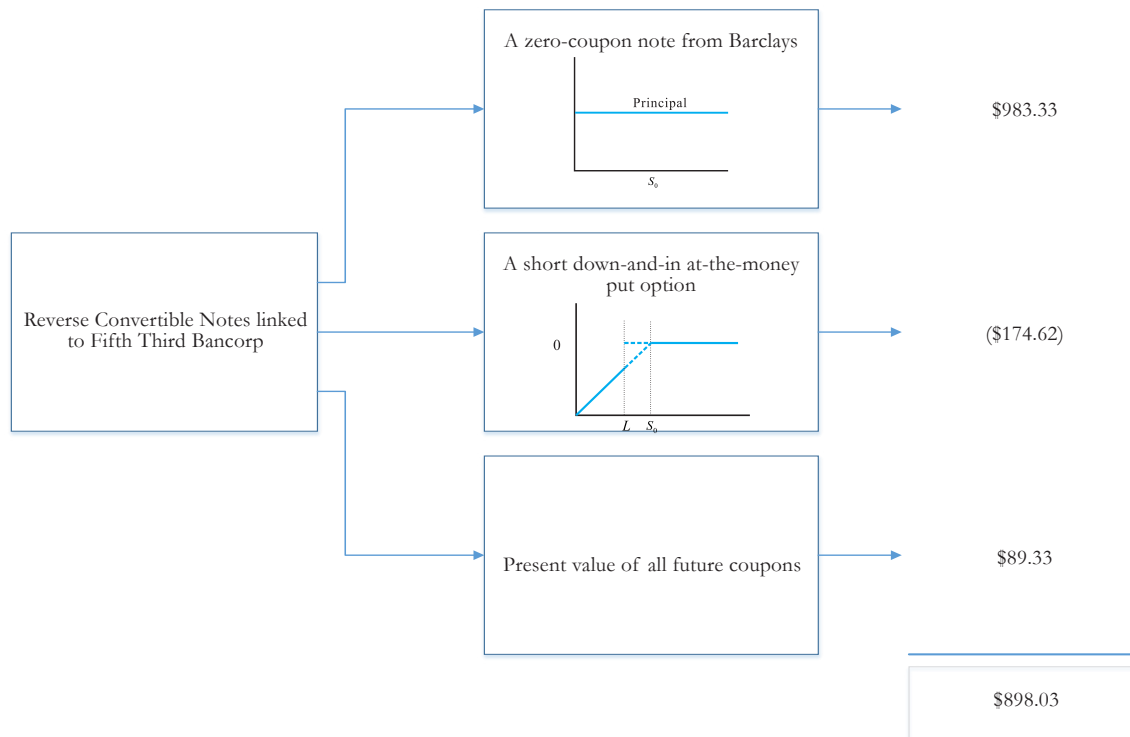 A zero-coupon note from Barclays
Principal
S₀
$983.33
Reverse Convertible Notes linked
to Fifth Third Bancorp
A short down-and-in at-the-money
put option
0
L S₀
($174.62)
Present value of all future coupons
$89.33
$898.03